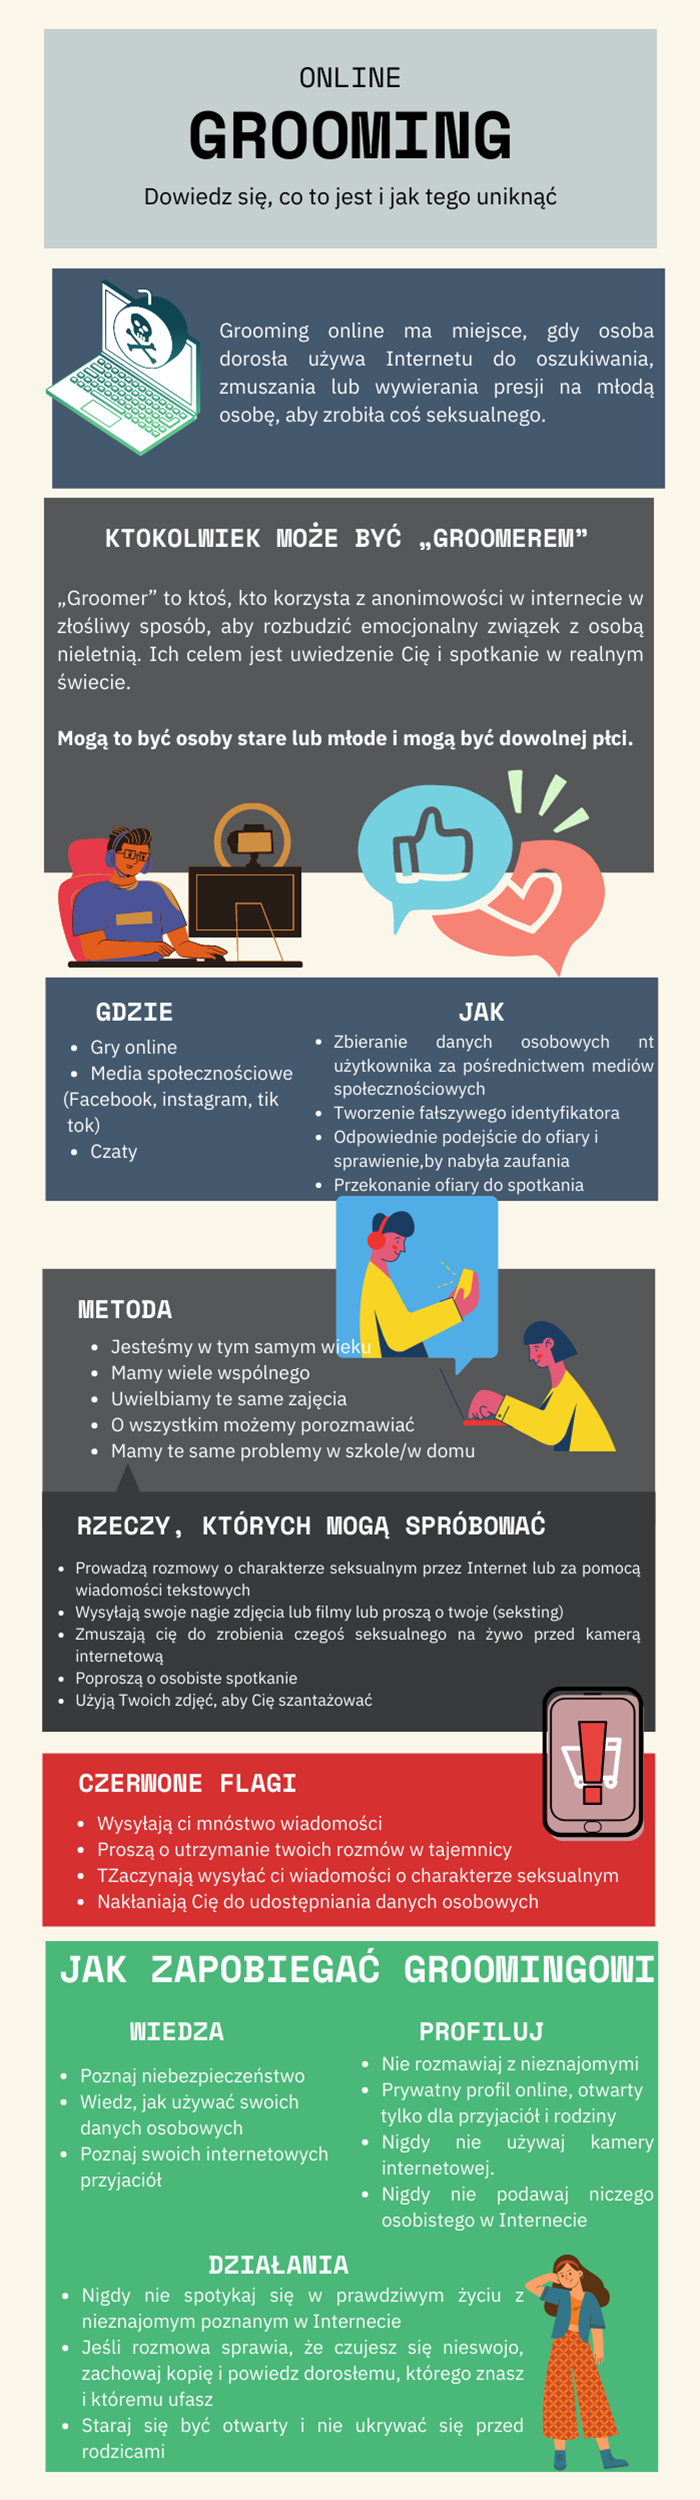 ONLINE
GROOMING
Dowiedz się, co to jest i jak tego uniknąć
Grooming online ma miejsce, gdy osoba
dorosła używa Internetu do oszukiwania,
zmuszania lub wywierania presji na młodą
osobę, aby zrobiła coś seksualnego.
KTOKOLWIEK MOŻE BYĆ „GROOMEREM”
„Groomer” to ktoś, kto korzysta z anonimowości w internecie w
złośliwy sposób, aby rozbudzić emocjonalny związek z osobą
nieletnią. Ich celem jest uwiedzenie Cię i spotkanie w realnym
świecie.
Mogą to być osoby stare lub młode i mogą być dowolnej płci.
GDZIE
• Gry online
• Media społecznościowe
(Facebook, instagram, tik
tok)
• Czaty
JAK
• Zbieranie danych osobowych nt
użytkownika za pośrednictwem mediów
społecznościowych
• Tworzenie fałszywego identyfikatora
• Odpowiednie podejście do ofiary i
sprawienie,by nabyła zaufania
• Przekonanie ofiary do spotkania
METODA
• Jesteśmy w tym samym wieku
• Mamy wiele wspólnego
• Uwielbiamy te same zajęcia
• O wszystkim możemy porozmawiać
• Mamy te same problemy w szkole/w domu
RZECZY, KTÓRYCH MOGĄ SPRÓBOWAĆ
• Prowadzą rozmowy o charakterze seksualnym przez Internet lub za pomocą
wiadomości tekstowych
• Wysyłają swoje nagie zdjęcia lub filmy lub proszą o twoje (seksting)
• Zmuszają cię do zrobienia czegoś seksualnego na żywo przed kamerą
internetową
• Poproszą o osobiste spotkanie
• Użyją Twoich zdjęć, aby Cię szantażować
CZERWONE FLAGI
• Wysyłają ci mnóstwo wiadomości
• Proszą o utrzymanie twoich rozmów w tajemnicy
• TZaczynają wysyłać ci wiadomości o charakterze seksualnym
• Nakłaniają Cię do udostępniania danych osobowych
JAK ZAPOBIEGAĆ GROOMINGOWI
WIEDZA
• Poznaj niebezpieczeństwo
• Wiedz, jak używać swoich
danych osobowych
• Poznaj swoich internetowych
przyjaciół
PROFILUJ
• Nie rozmawiaj z nieznajomymi
• Prywatny profil online, otwarty
tylko dla przyjaciół i rodziny
• Nigdy nie używaj kamery
internetowej.
• Nigdy nie podawaj niczego
osobistego w Internecie
DZIAŁANIA
• Nigdy nie spotykaj się w prawdziwym życiu z
nieznajomym poznanym w Internecie
• Jeśli rozmowa sprawia, że czujesz się nieswojo,
zachowaj kopię i powiedz dorosłemu, którego znasz
i któremu ufasz
• Staraj się być otwarty i nie ukrywać się przed
rodzicami